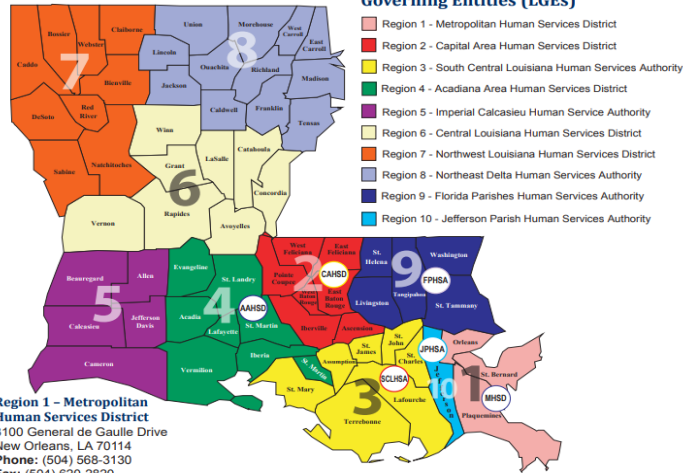 Governing Entities (LGEs)
Region 1 - Metropolitan Human Services District
Region 2 - Capital Area Human Services District
Region 3 - South Central Louisiana Human Services Authority
Region 4 - Acadiana Area Human Services District
Region 5 - Imperial Calcasieu Human Service Authority
Region 6 - Central Louisiana Human Services District
Region 7 - Northwest Louisiana Human Services District
Region 8 - Northeast Delta Human Services Authority
Region 9 - Florida Parishes Human Services Authority
Region 10 - Jefferson Parish Human Services Authority
Caddo
Bossier
Webster
Claiborne
Bienville
Red
River
DeSoto
Sabine
Natchitoches
7
Union
Morehouse
West
Carroll
East
Carroll
Lincoln
Ouachita
Richland
Madison
Jackson
Caldwell
Franklin
Tensas
8
Winn
Grant
LaSalle
Catahoula
Concordia
Rapides
Vernon
Avoyelles
6
Beauregard
Allen
Calcasieu
Jefferson
Davis
Cameron
5
Evangeline
St. Landry
Acadia
Lafayette
St. Martin
Iberia
Vermilion
St. Martin
4
AAHSD
West
Feliciana
East
Feliciana
Pointe
Coupee
West
Baton
Rouge
East
Baton
Rouge
Iberville
Ascension
2
CAHSD
St.
Helena
Washington
Livingston
Tangipahoa
St. Tammany
9
FPHSA
Assumption
St.
James
St.
John
St.
Charles
St. Mary
Terrebonne
Lafourche
3
SCLHSA
JPHSA
Jefferson
10
Orleans
St. Bernard
Plaquemines
1
MHSD
Region 1 – Metropolitan
Human Services District
3100 General de Gaulle Drive
New Orleans, LA 70114
Phone: (504) 568-3130